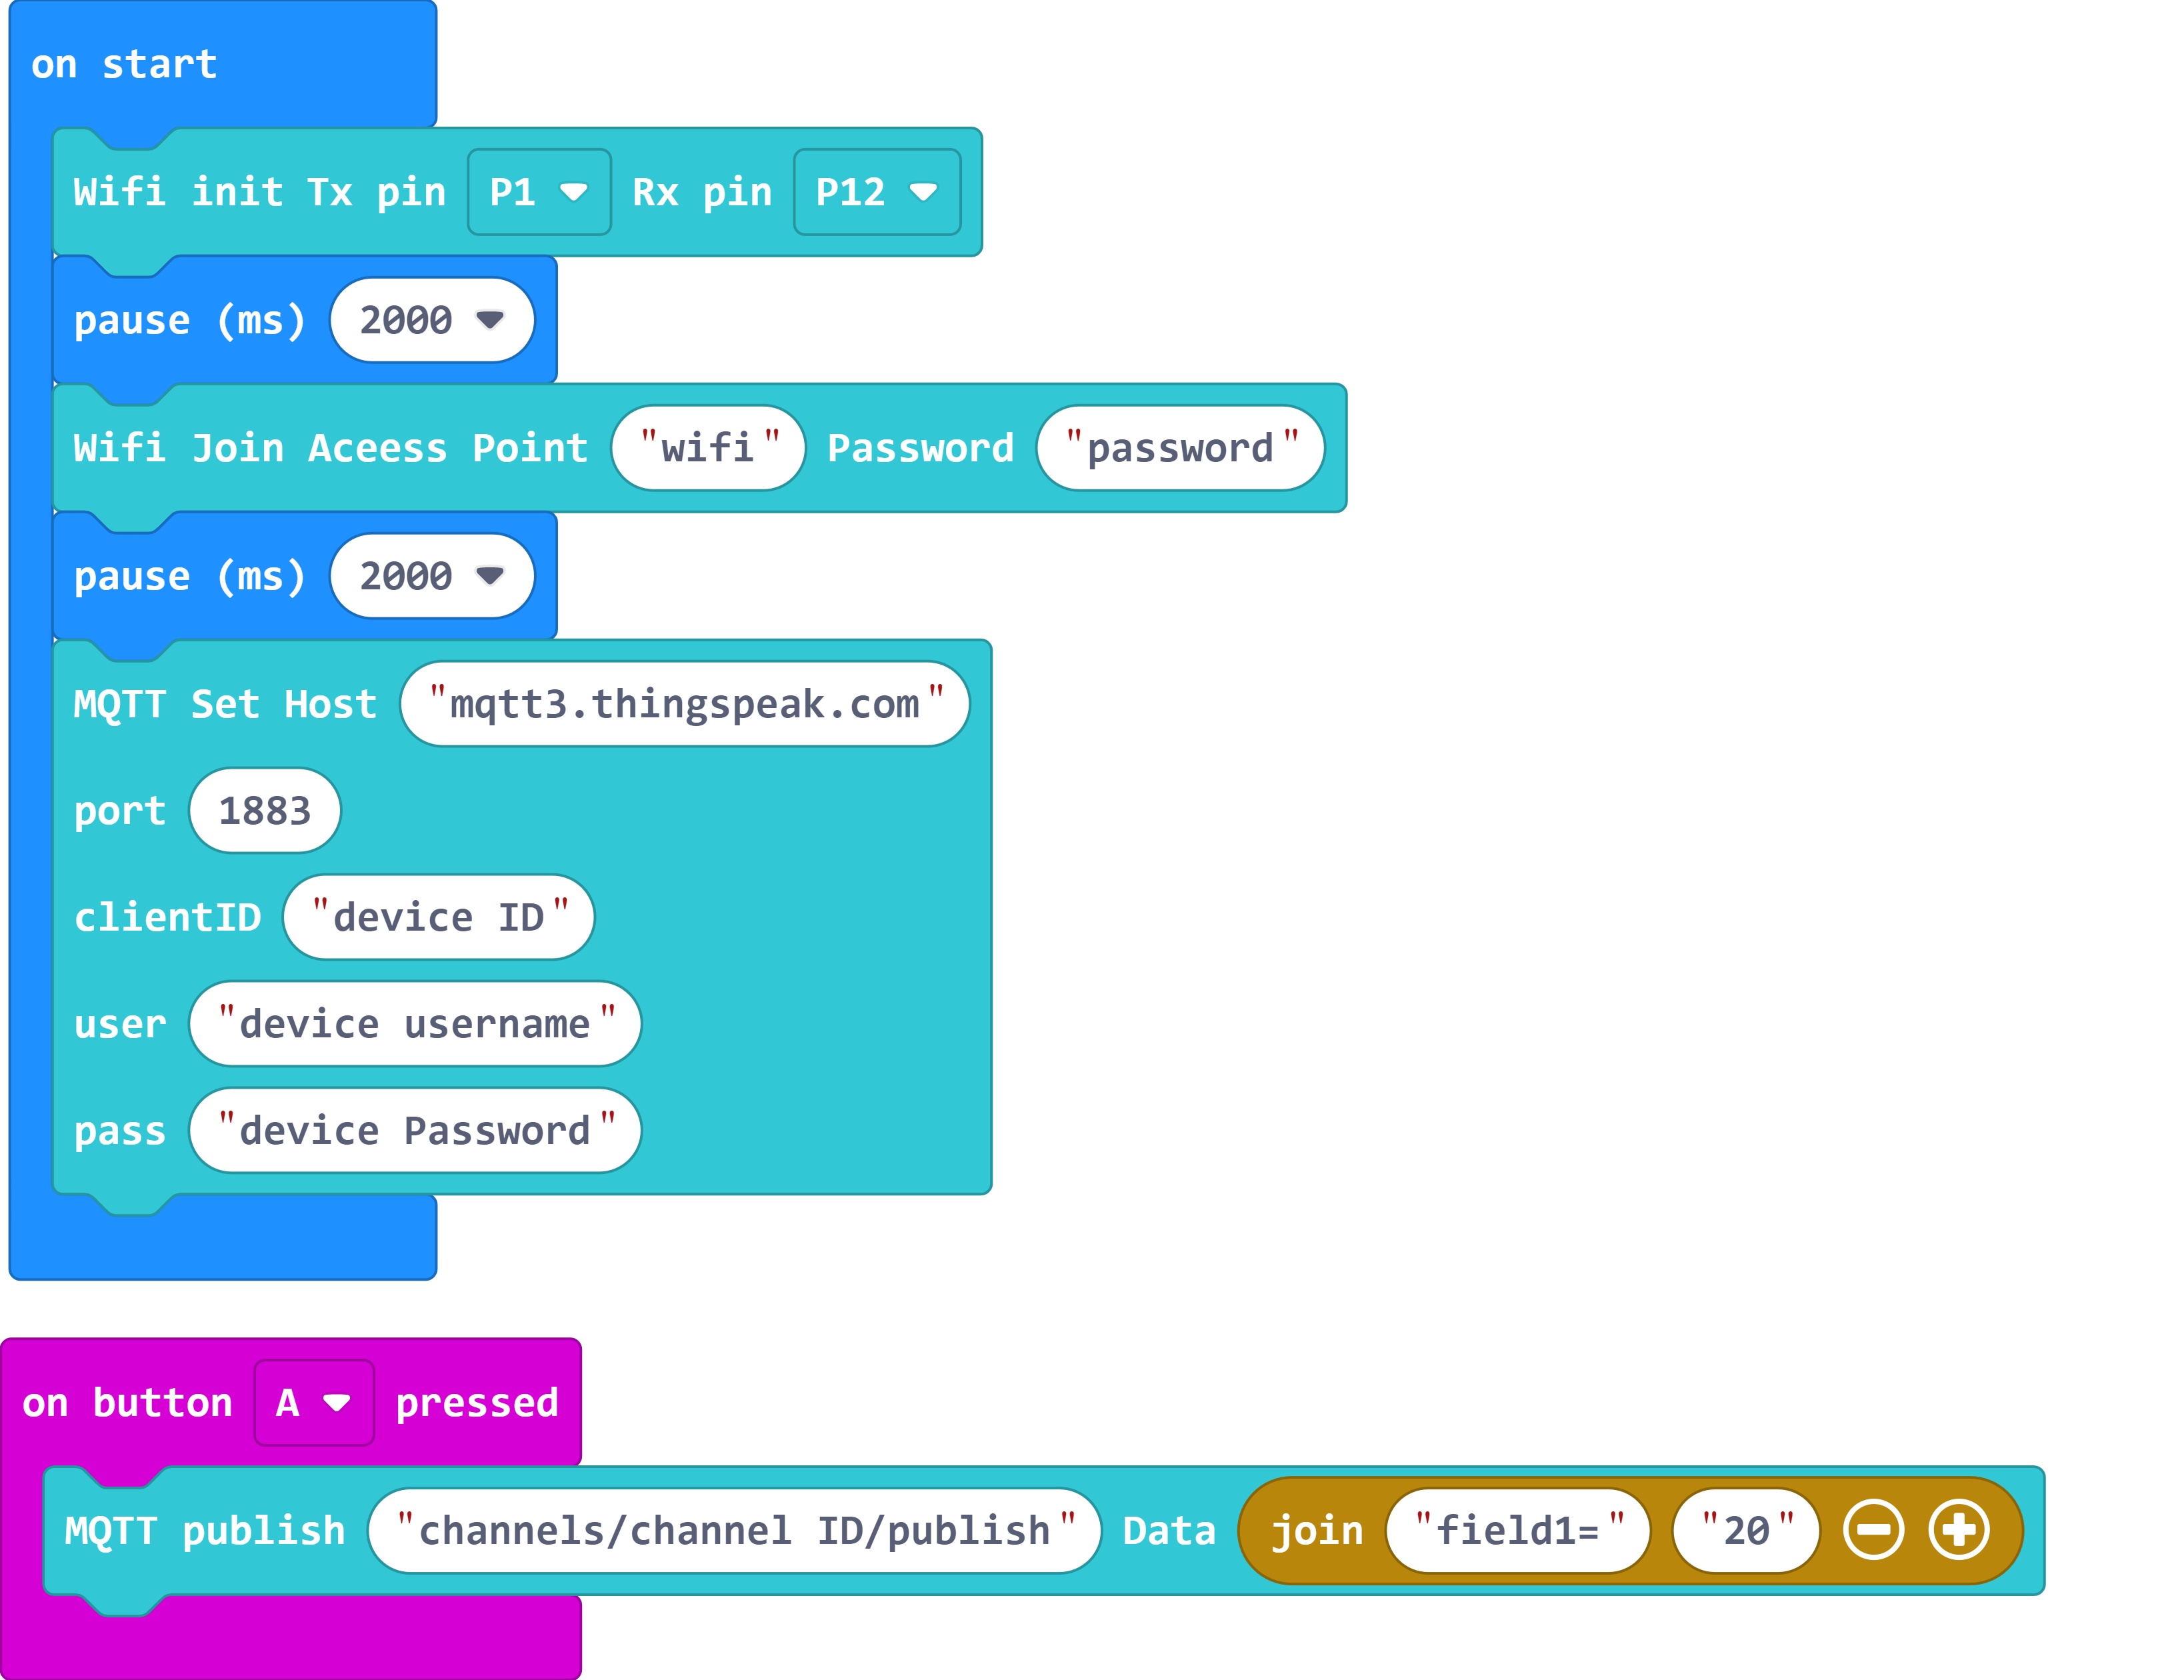 on start
Wifi init Tx pin P1 Rx pin P12
pause (ms) 2000
Wifi Join Aceess Point "wifi" Password "password"
pause (ms) 2000
MQTT Set Host "mqtt3.thingspeak.com"
port 1883
clientID "device ID"
user "device username"
pass "device Password"
on button A pressed
MQTT publish "channels/channel ID/publish" Data join "field1=" "20"